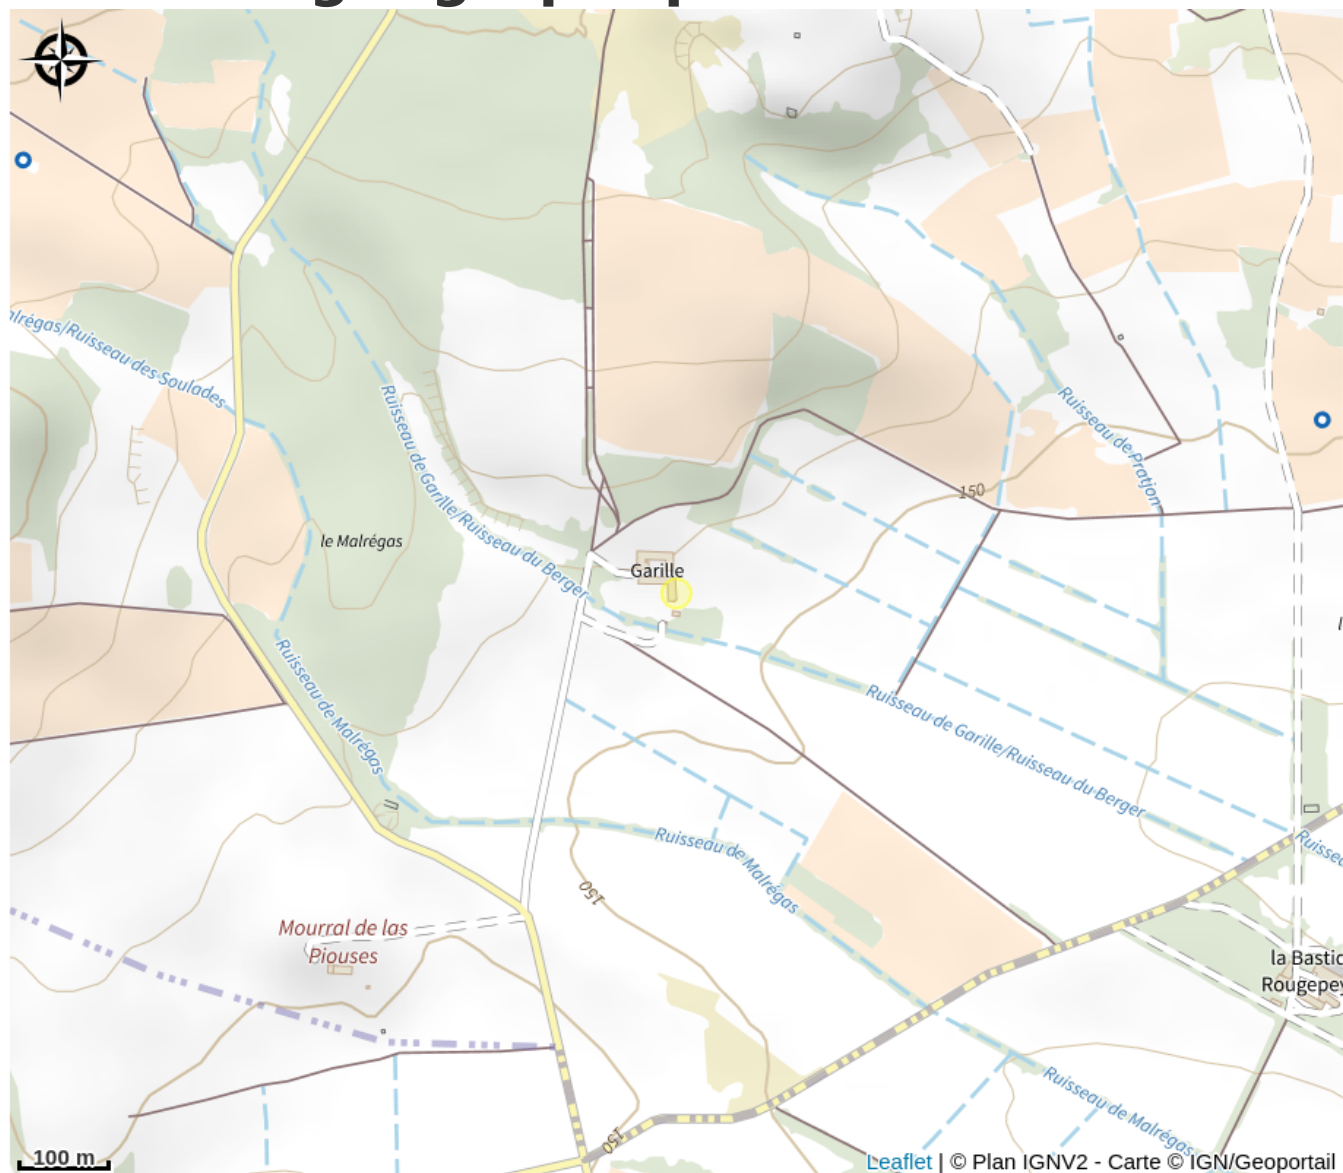 alrégas/Ruisseau des Soulades
Ruisseau de Garille/Ruisseau du Berger
Ruisseau de Pratjon
150
le Malrégas
Garille
Ruisseau de Malrégas
Ruisseau de Garille/Ruisseau du Berger
Ruisseau de Malrégas
150
Mourral de las
Piouses
la Bastid
Rougepey
Ruisseau de Malrégas
150
100 m
Leaflet | © Plan IGNV2 - Carte © IGN/Geoportail